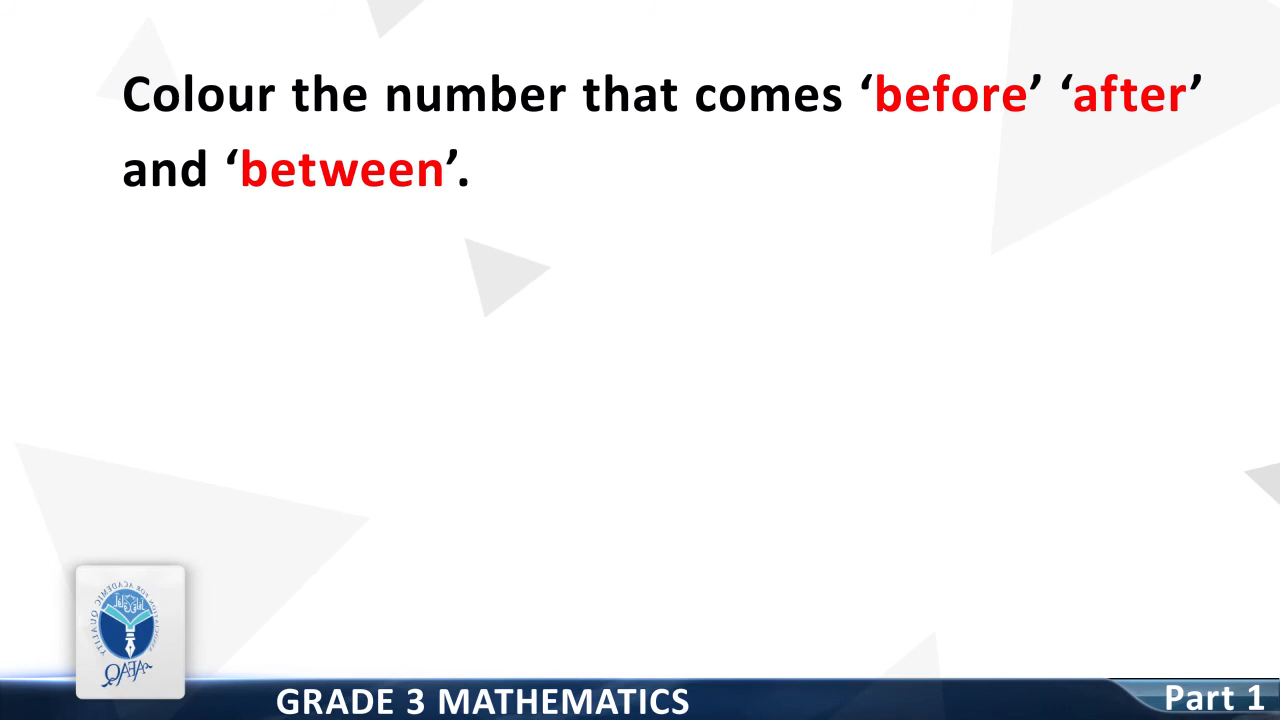 Colour the number that comes ‘before’ ‘after’
and ‘between’.
GRADE 3 MATHEMATICS
Part 1